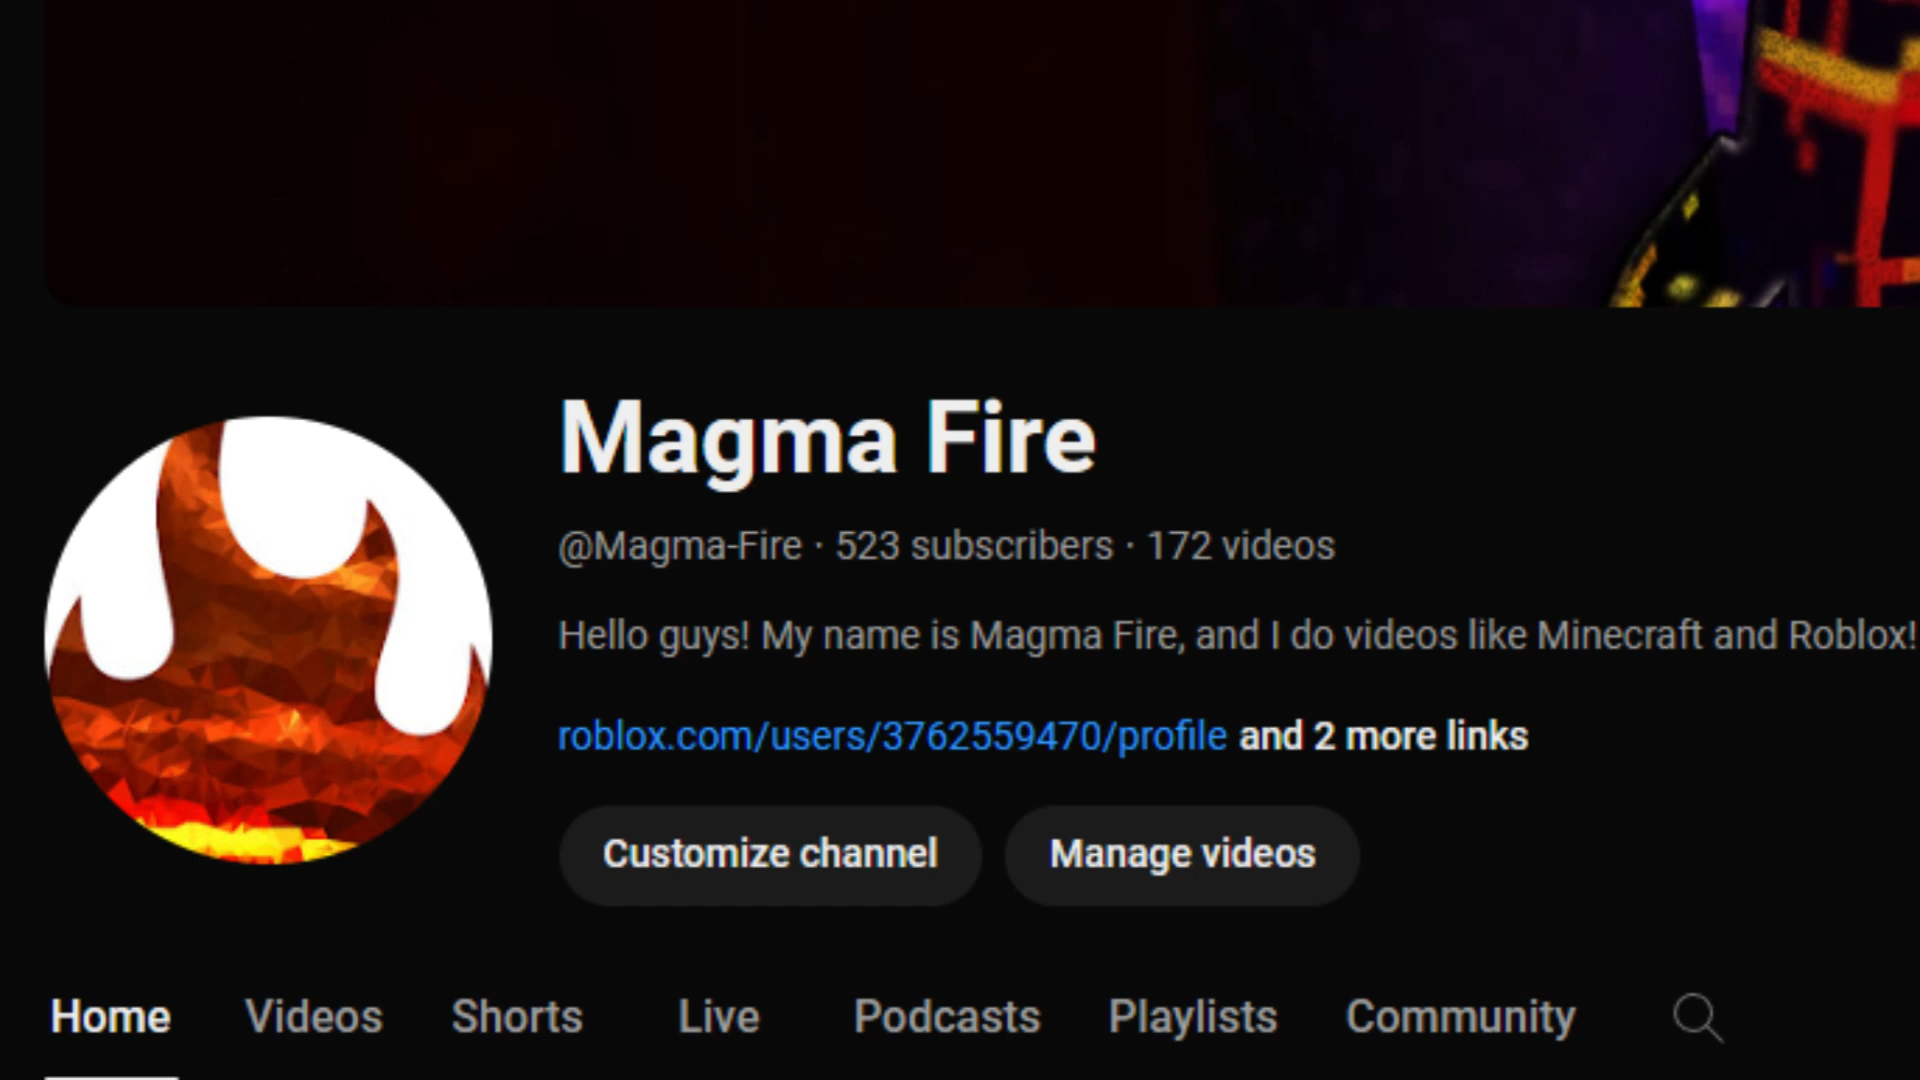 Magma Fire
@Magma-Fire · 523 subscribers · 172 videos
Hello guys! My name is Magma Fire, and I do videos like Minecraft and Roblox!
roblox.com/users/3762559470/profile and 2 more links
Customize channel Manage videos
Home Videos Shorts Live Podcasts Playlists Community